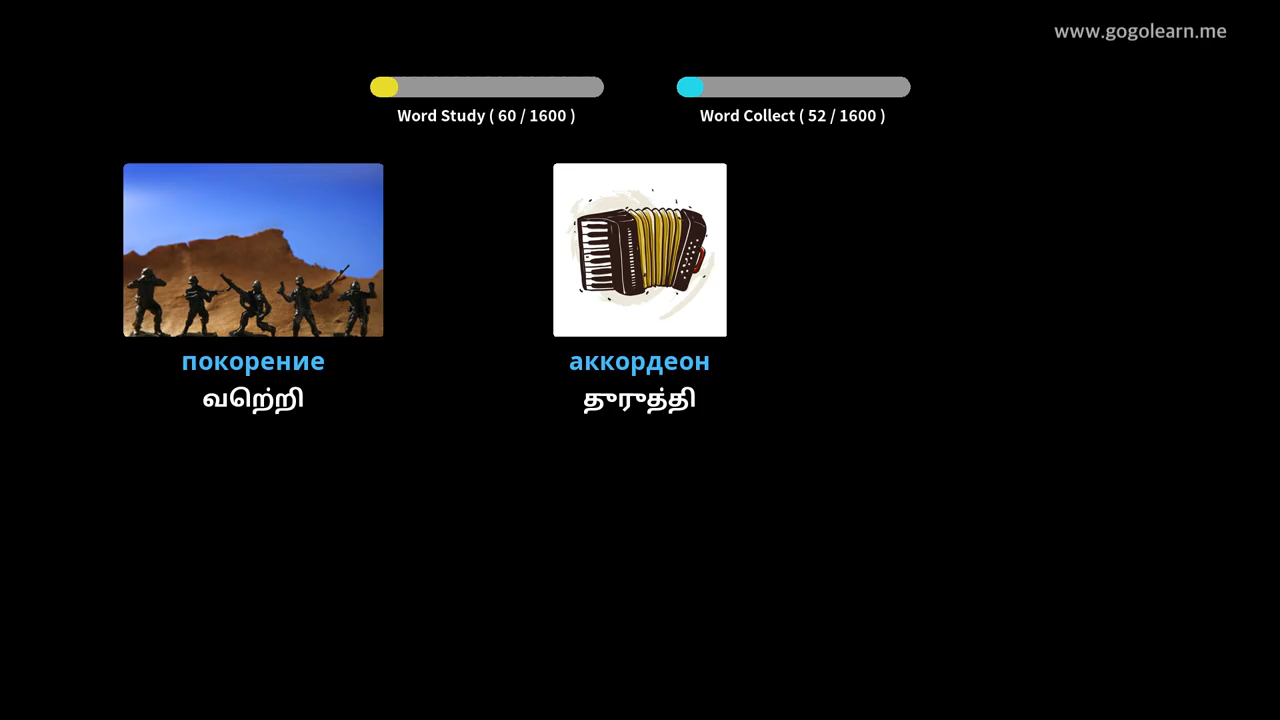 www.gogolearn.me
Word Study ( 60 / 1600 )
Word Collect ( 52 / 1600 )
покорение
வெற்றி
аккордеон
துருத்தி